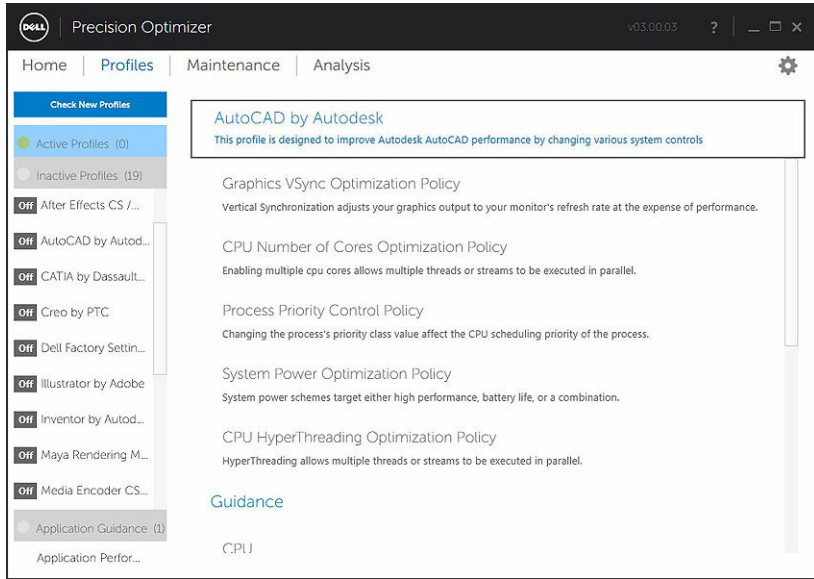 DELL
Precision Optimizer
v03.00.03 ?
Home Profiles Maintenance Analysis
Check New Profiles
Active Profiles (0)
Inactive Profiles (19)
Off After Effects CS /...
Off AutoCAD by Autod...
Off CATIA by Dassault...
Off Creo by PTC
Off Dell Factory Settin...
Off Illustrator by Adobe
Off Inventor by Autod...
Off Maya Rendering M...
Off Media Encoder CS...
Application Guidance (1)
Application Perfor...
AutoCAD by Autodesk
This profile is designed to improve Autodesk AutoCAD performance by changing various system controls
Graphics VSync Optimization Policy
Vertical Synchronization adjusts your graphics output to your monitor's refresh rate at the expense of performance.
CPU Number of Cores Optimization Policy
Enabling multiple cpu cores allows multiple threads or streams to be executed in parallel.
Process Priority Control Policy
Changing the process's priority class value affect the CPU scheduling priority of the process.
System Power Optimization Policy
System power schemes target either high performance, battery life, or a combination.
CPU HyperThreading Optimization Policy
HyperThreading allows multiple threads or streams to be executed in parallel.
Guidance
CPU